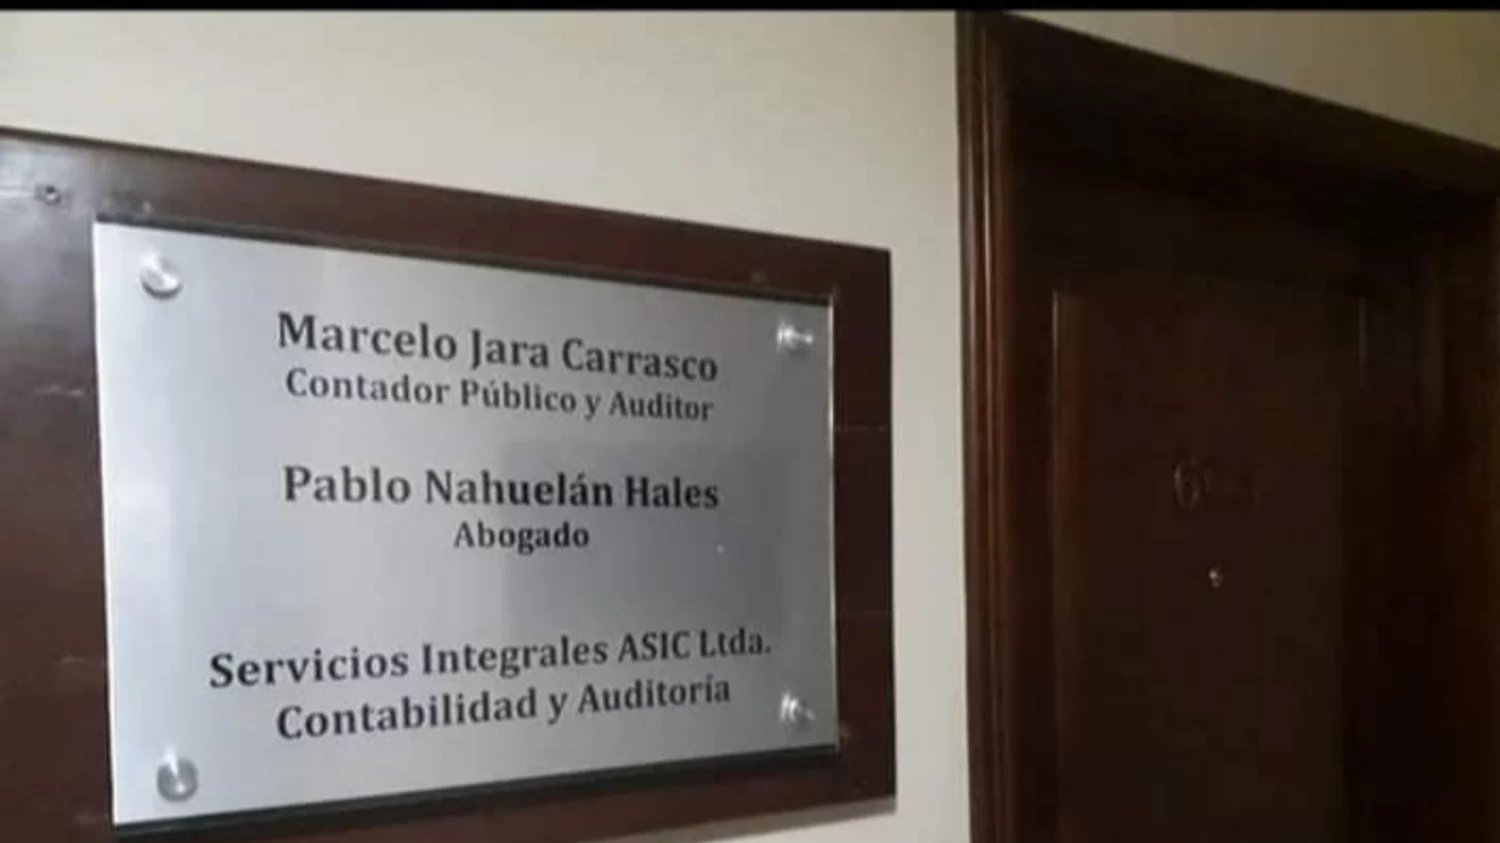 Marcelo Jara Carrasco
Contador Público y Auditor
Pablo Nahuelán Hales
Abogado
Servicios Integrales ASIC Ltda.
Contabilidad y Auditoría